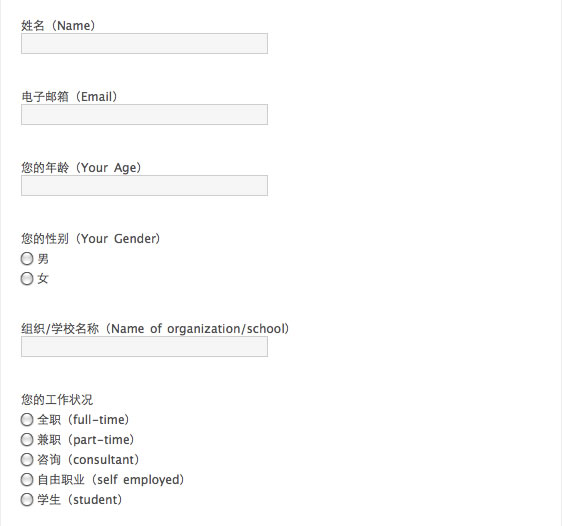 姓名（Name）
电子邮箱（Email）
您的年龄（Your Age）
您的性别（Your Gender）
男
女
组织/学校名称（Name of organization/school）
您的工作状况
全职（full-time）
兼职（part-time）
咨询（consultant）
自由职业（self employed）
学生（student）